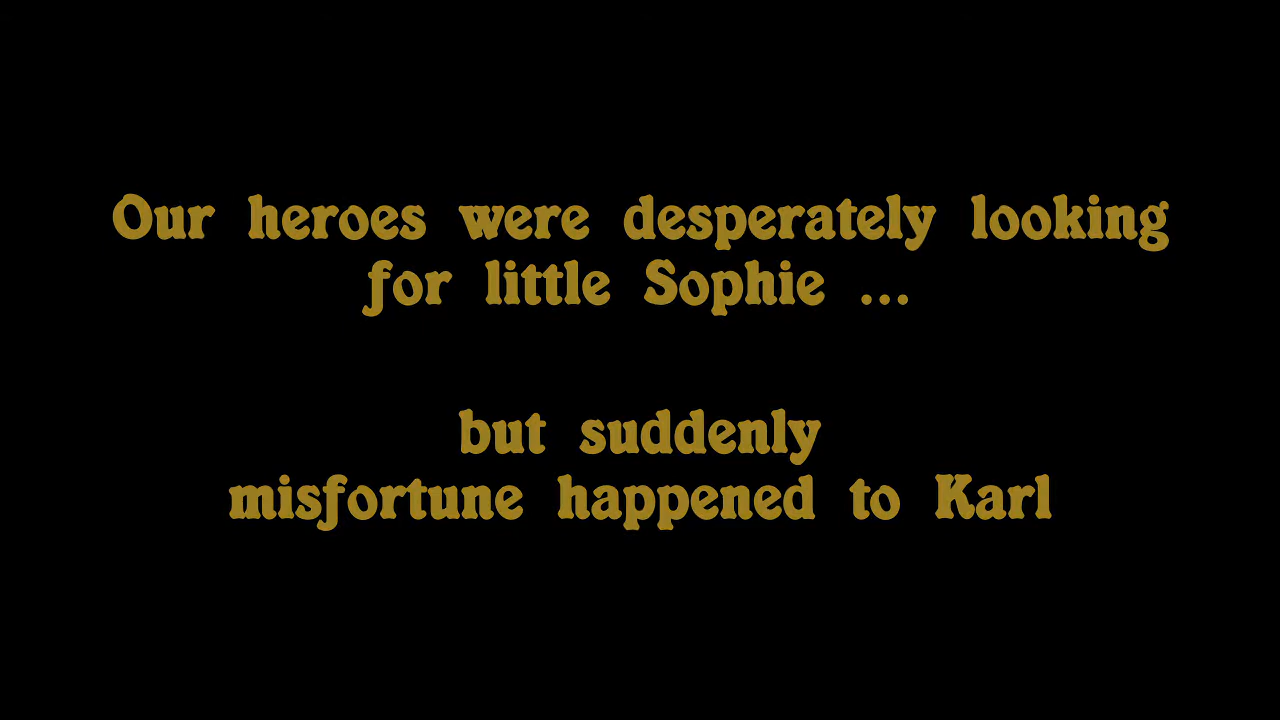 Our heroes were desperately looking
for little Sophie ...
but suddenly
misfortune happened to Karl